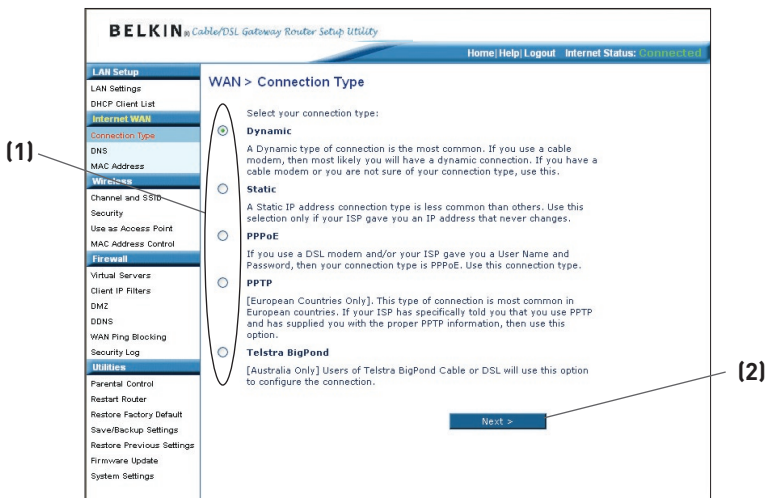 BELKIN® Cable/DSL Gateway Router Setup Utility
Home|Help|Logout Internet Status: Connected
LAN Setup
LAN Settings
DHCP Client List
Internet WAN
Connection Type
DNS
MAC Address
Wireless
Channel and SSID
Security
Use as Access Point
MAC Address Control
Firewall
Virtual Servers
Client IP Filters
DMZ
DDNS
WAN Ping Blocking
Security Log
Utilities
Parental Control
Restart Router
Restore Factory Default
Save/Backup Settings
Restore Previous Settings
Firmware Update
System Settings
(1)
WAN > Connection Type
Select your connection type:
Dynamic
A Dynamic type of connection is the most common. If you use a cable
modem, then most likely you will have a dynamic connection. If you have a
cable modem or you are not sure of your connection type, use this.
Static
A Static IP address connection type is less common than others. Use this
selection only if your ISP gave you an IP address that never changes.
PPPoE
If you use a DSL modem and/or your ISP gave you a User Name and
Password, then your connection type is PPPoE. Use this connection type.
PPTP
[European Countries Only]. This type of connection is most common in
European countries. If your ISP has specifically told you that you use PPTP
and has supplied you with the proper PPTP information, then use this
option.
Telstra BigPond
[Australia Only] Users of Telstra BigPond Cable or DSL will use this option
to configure the connection.
Next >
(2)